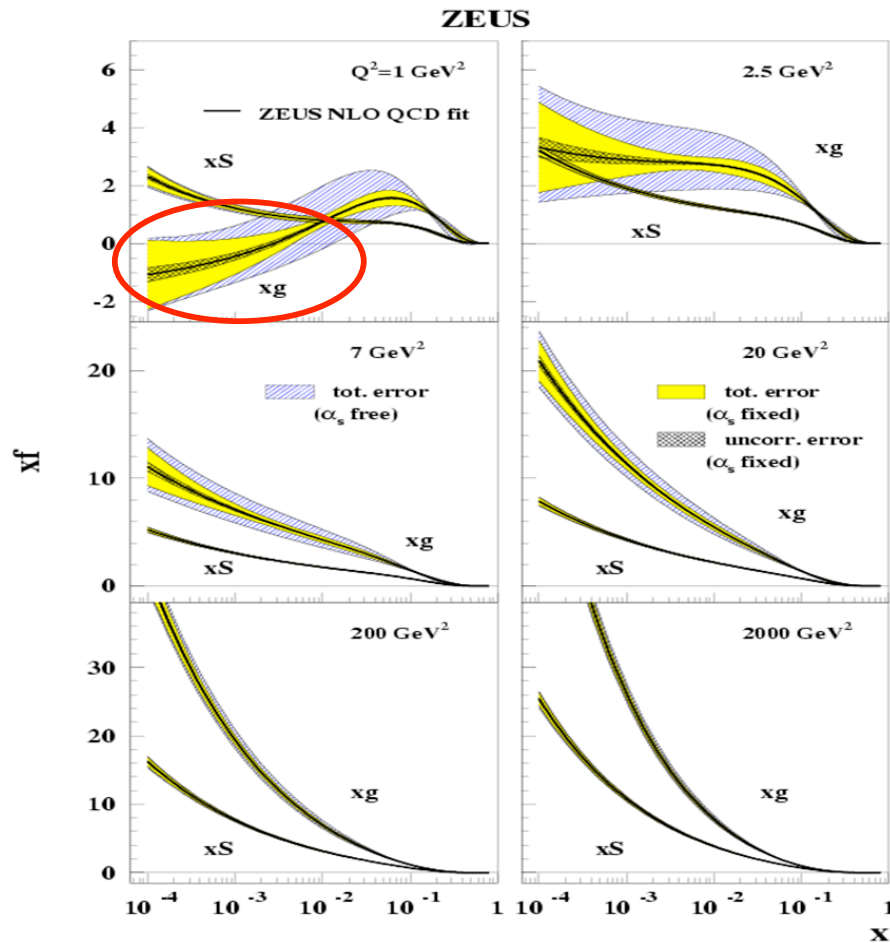 ZEUS
Q²=1 GeV²
2.5 GeV²
ZEUS NLO QCD fit
xS
xg
xg
xS
6
4
2
0
-2
7 GeV²
20 GeV²
tot. error
(αs free)
tot. error
(αs fixed)
uncorr. error
(αs fixed)
xg
xS
xg
xS
20
10
0
xf
200 GeV²
2000 GeV²
xg
xS
xg
xS
30
20
10
0
10⁻⁴ 10⁻³ 10⁻² 10⁻¹ 1
10⁻⁴ 10⁻³ 10⁻² 10⁻¹ 1
x